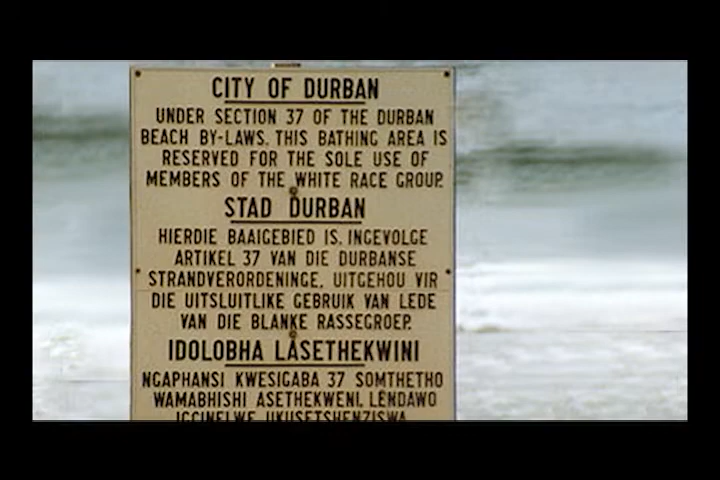 CITY OF DURBAN
UNDER SECTION 37 OF THE DURBAN
BEACH BY-LAWS. THIS BATHING AREA IS
RESERVED FOR THE SOLE USE OF
MEMBERS OF THE WHITE RACE GROUP.
STAD DURBAN
HIERDIE BAAIGEBIED IS, INGEVOLGE
ARTIKEL 37 VAN DIE DURBANSE
STRANDVERORDENINGE, UITGEHOU VIR
DIE UITSLUITLIKE GEBRUIK VAN LEDE
VAN DIE BLANKE RASSEGROEP.
IDOLOBHA LASETHEKWINI
NGAPHANSI KWESIGABA 37 SOMTHETHO
WAMABHISHI ASETHEKWENI, LENDAWO
UKUSETSHENZISWA